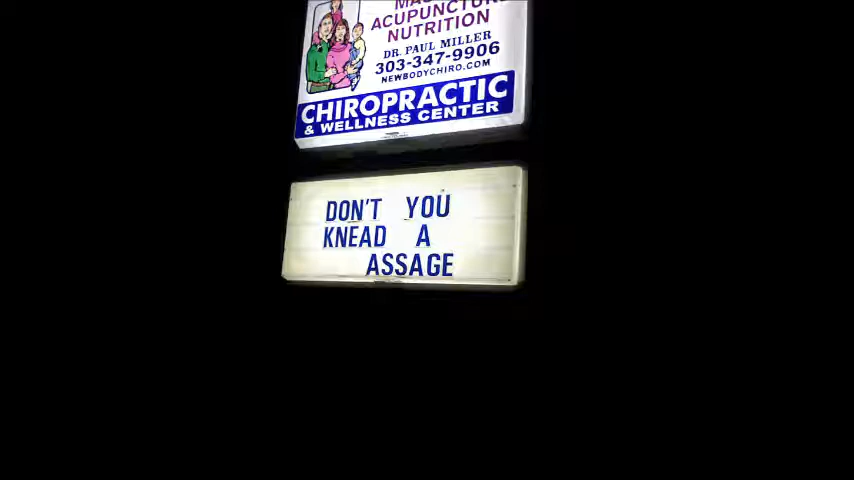 ACUPUNCTURE
NUTRITION
DR. PAUL MILLER
303-347-9906
NEWBODYCHIRO.COM
CHIROPRACTIC
& WELLNESS CENTER
DON'T YOU
KNEAD A
ASSAGE